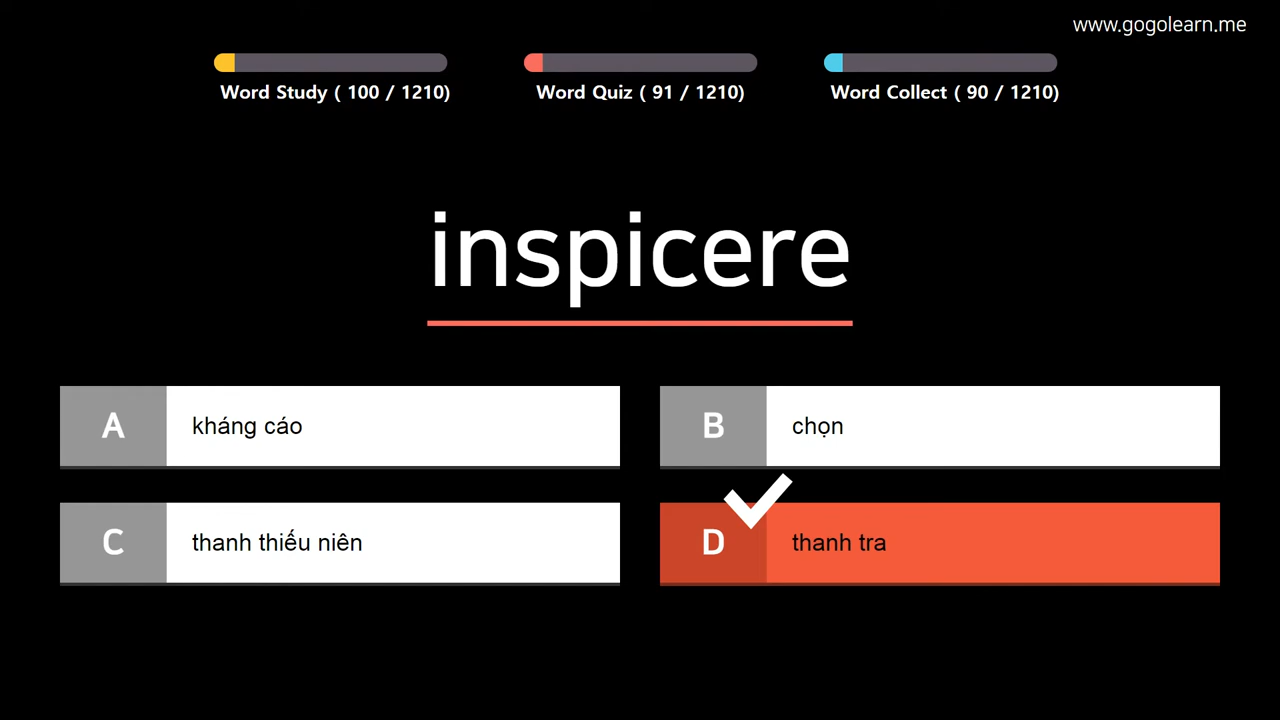 www.gogolearn.me
Word Study ( 100 / 1210)
Word Quiz ( 91 / 1210)
Word Collect ( 90 / 1210)
inspicere
A kháng cáo
B chọn
C thanh thiếu niên
D thanh tra